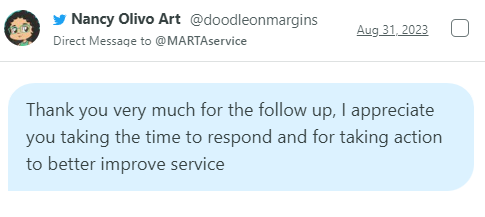 Nancy Olivo Art @doodleonmargins
Aug 31, 2023
Direct Message to @MARTAservice
Thank you very much for the follow up, I appreciate
you taking the time to respond and for taking action
to better improve service